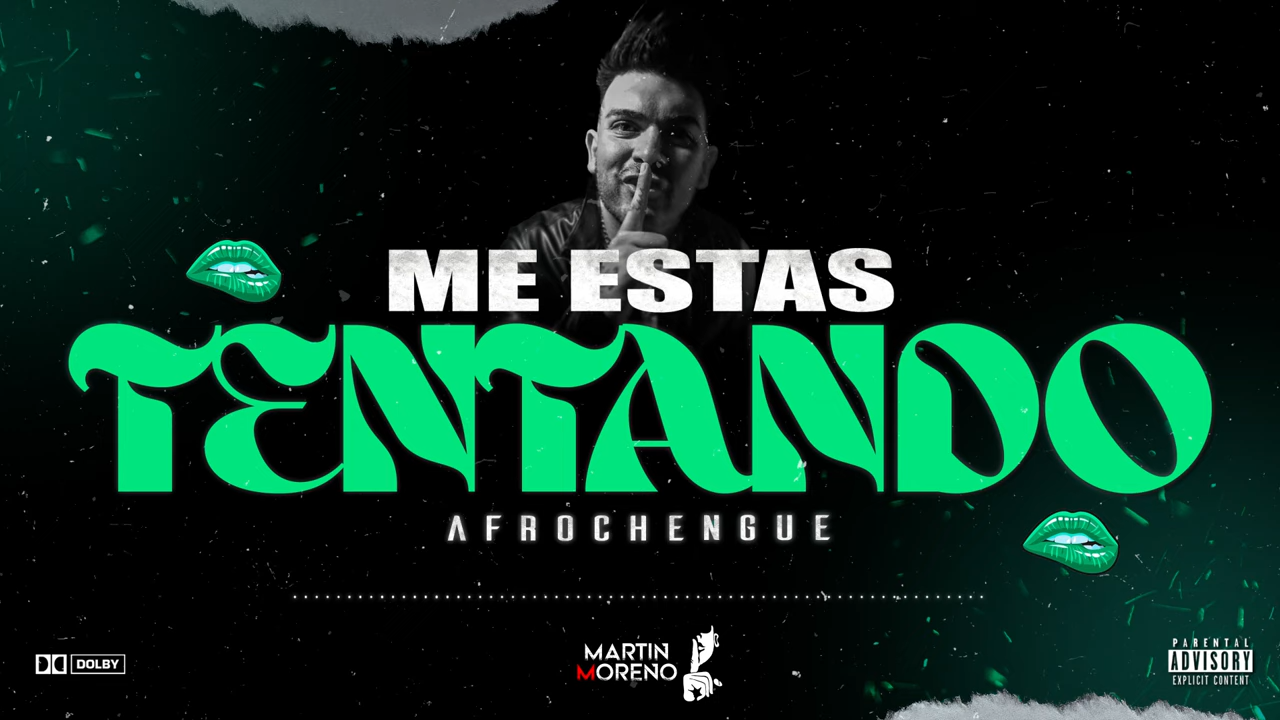 ME ESTAS
TENTANDO
AFROCHENGUE
DOLBY
MARTIN
MORENO
PARENTAL
ADVISORY
EXPLICIT CONTENT